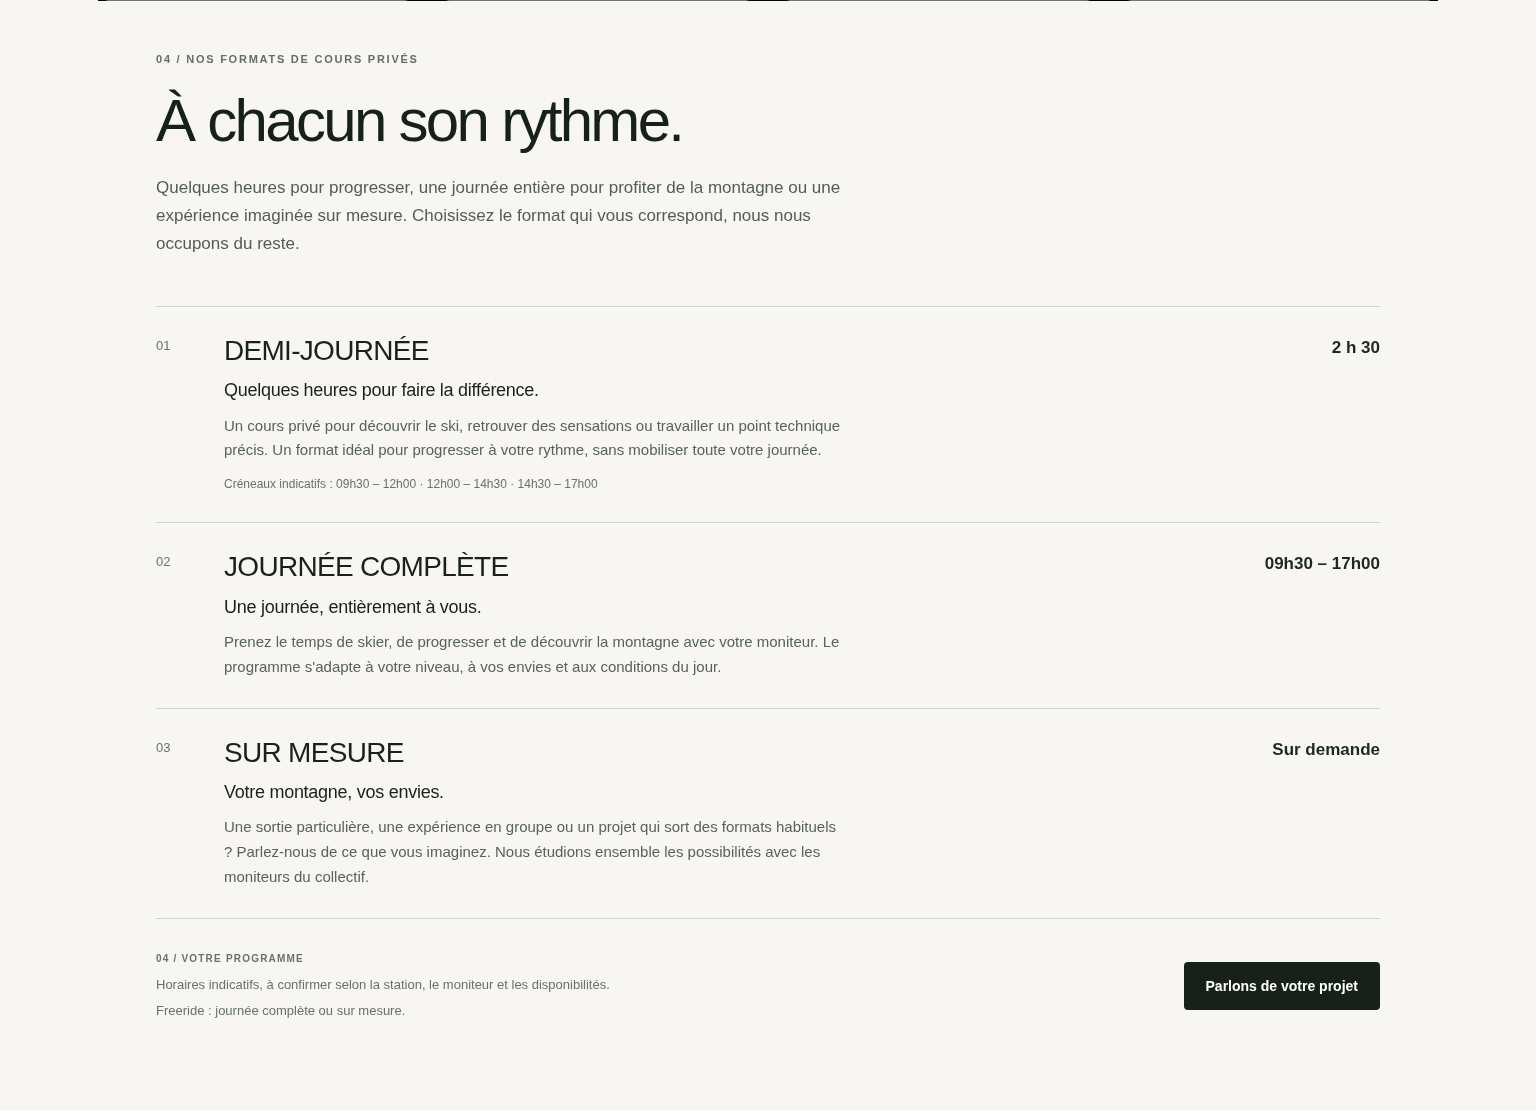 04 / NOS FORMATS DE COURS PRIVÉS
À chacun son rythme.
Quelques heures pour progresser, une journée entière pour profiter de la montagne ou une
expérience imaginée sur mesure. Choisissez le format qui vous correspond, nous nous
occupons du reste.
01
DEMI-JOURNÉE
2 h 30
Quelques heures pour faire la différence.
Un cours privé pour découvrir le ski, retrouver des sensations ou travailler un point technique
précis. Un format idéal pour progresser à votre rythme, sans mobiliser toute votre journée.
Créneaux indicatifs : 09h30 – 12h00 · 12h00 – 14h30 · 14h30 – 17h00
02
JOURNÉE COMPLÈTE
09h30 – 17h00
Une journée, entièrement à vous.
Prenez le temps de skier, de progresser et de découvrir la montagne avec votre moniteur. Le
programme s'adapte à votre niveau, à vos envies et aux conditions du jour.
03
SUR MESURE
Sur demande
Votre montagne, vos envies.
Une sortie particulière, une expérience en groupe ou un projet qui sort des formats habituels
? Parlez-nous de ce que vous imaginez. Nous étudions ensemble les possibilités avec les
moniteurs du collectif.
04 / VOTRE PROGRAMME
Horaires indicatifs, à confirmer selon la station, le moniteur et les disponibilités.
Freeride : journée complète ou sur mesure.
Parlons de votre projet